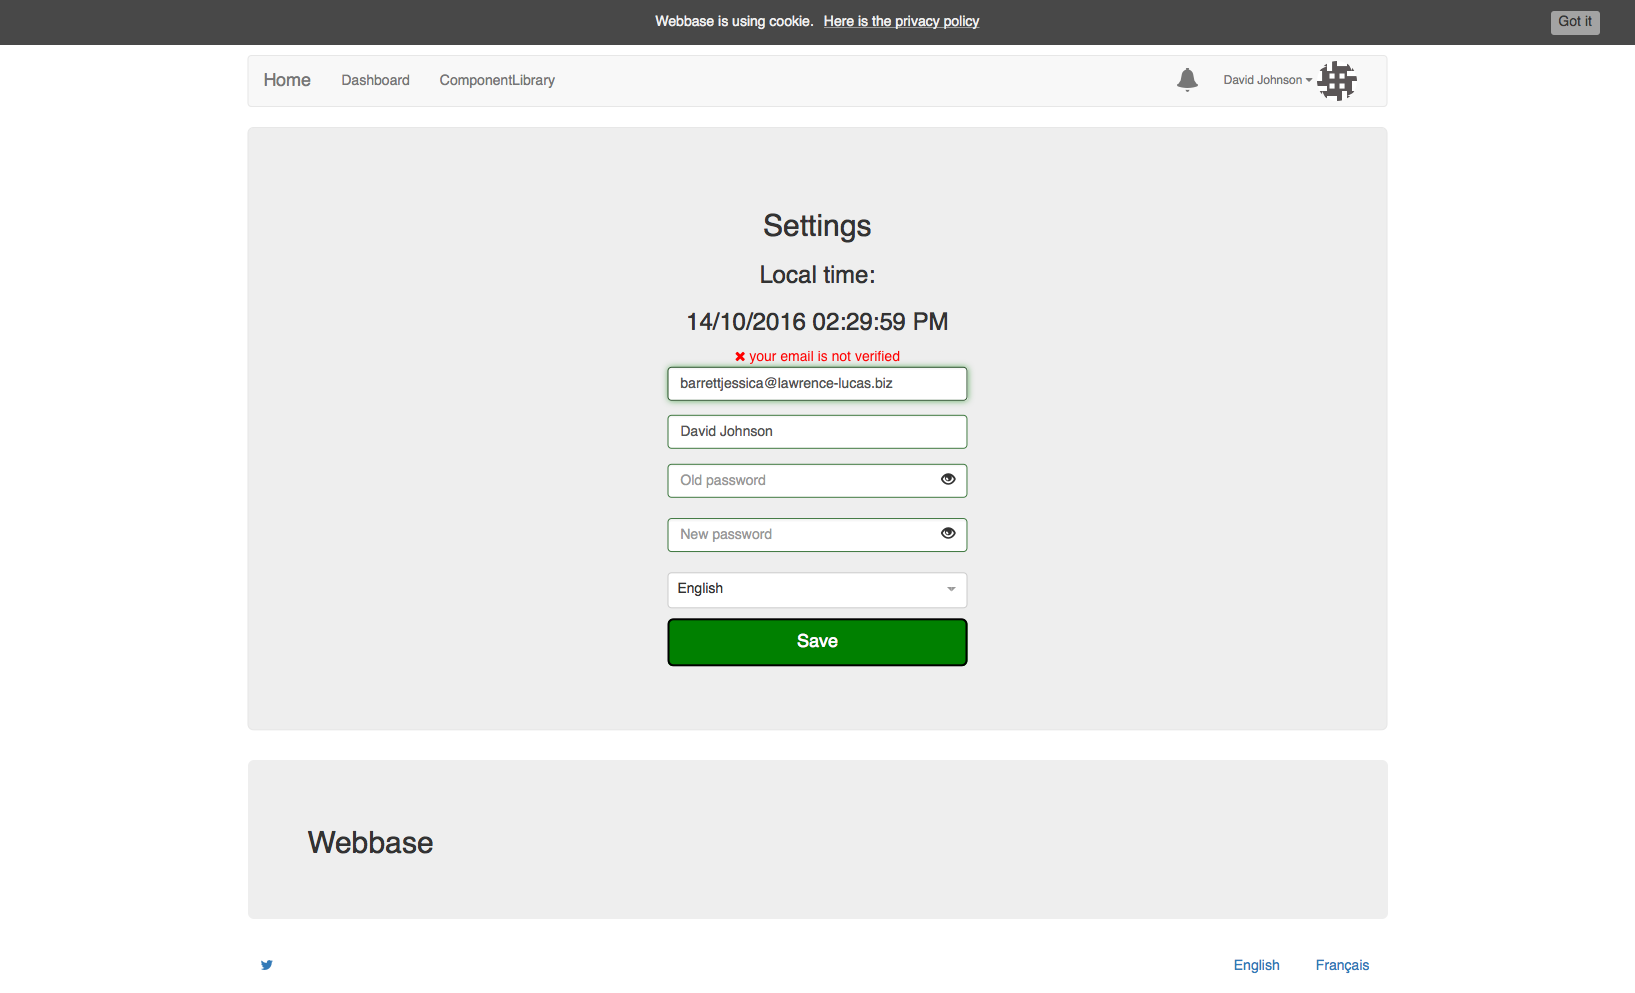 Webbase is using cookie. Here is the privacy policy
Got it
Home Dashboard ComponentLibrary David Johnson
Settings
Local time:
14/10/2016 02:29:59 PM
your email is not verified
barrettjessica@lawrence-lucas.biz
David Johnson
Old password
New password
English
Save
Webbase
English Français